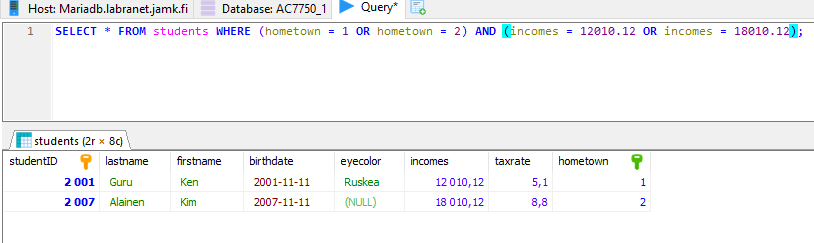 Host: Mariadb.labranet.jamk.fi Database: AC7750_1 Query*
1 SELECT * FROM students WHERE (hometown = 1 OR hometown = 2) AND (incomes = 12010.12 OR incomes = 18010.12);
students (2r × 8c)
studentID lastname firstname birthdate eyecolor incomes taxrate hometown
2 001 Guru Ken 2001-11-11 Ruskea 12 010,12 5,1 1
2 007 Alainen Kim 2007-11-11 (NULL) 18 010,12 8,8 2